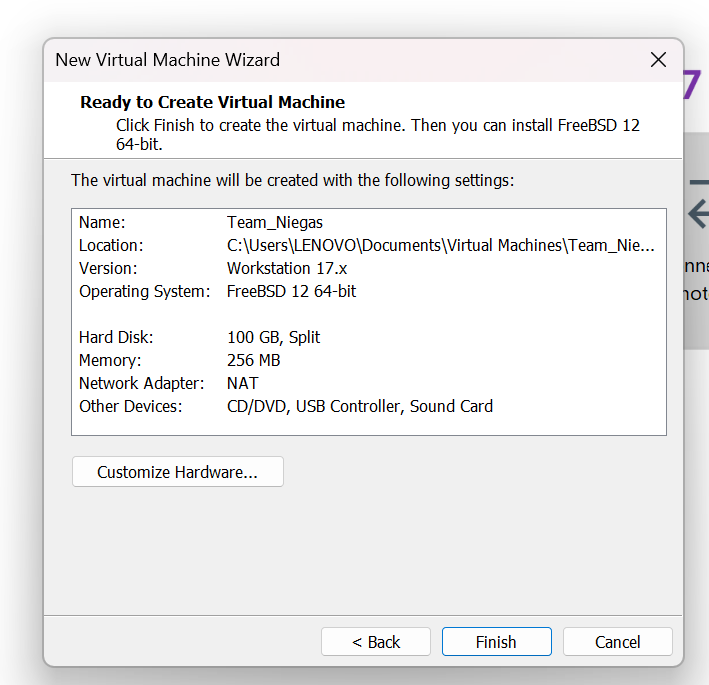 New Virtual Machine Wizard
7
Ready to Create Virtual Machine
Click Finish to create the virtual machine. Then you can install FreeBSD 12
64-bit.
The virtual machine will be created with the following settings:
Name: Team_Niegas
Location: C:\Users\LENOVO\Documents\Virtual Machines\Team_Nie...
Version: Workstation 17.x
Operating System: FreeBSD 12 64-bit
Hard Disk: 100 GB, Split
Memory: 256 MB
Network Adapter: NAT
Other Devices: CD/DVD, USB Controller, Sound Card
Customize Hardware...
< Back Finish Cancel